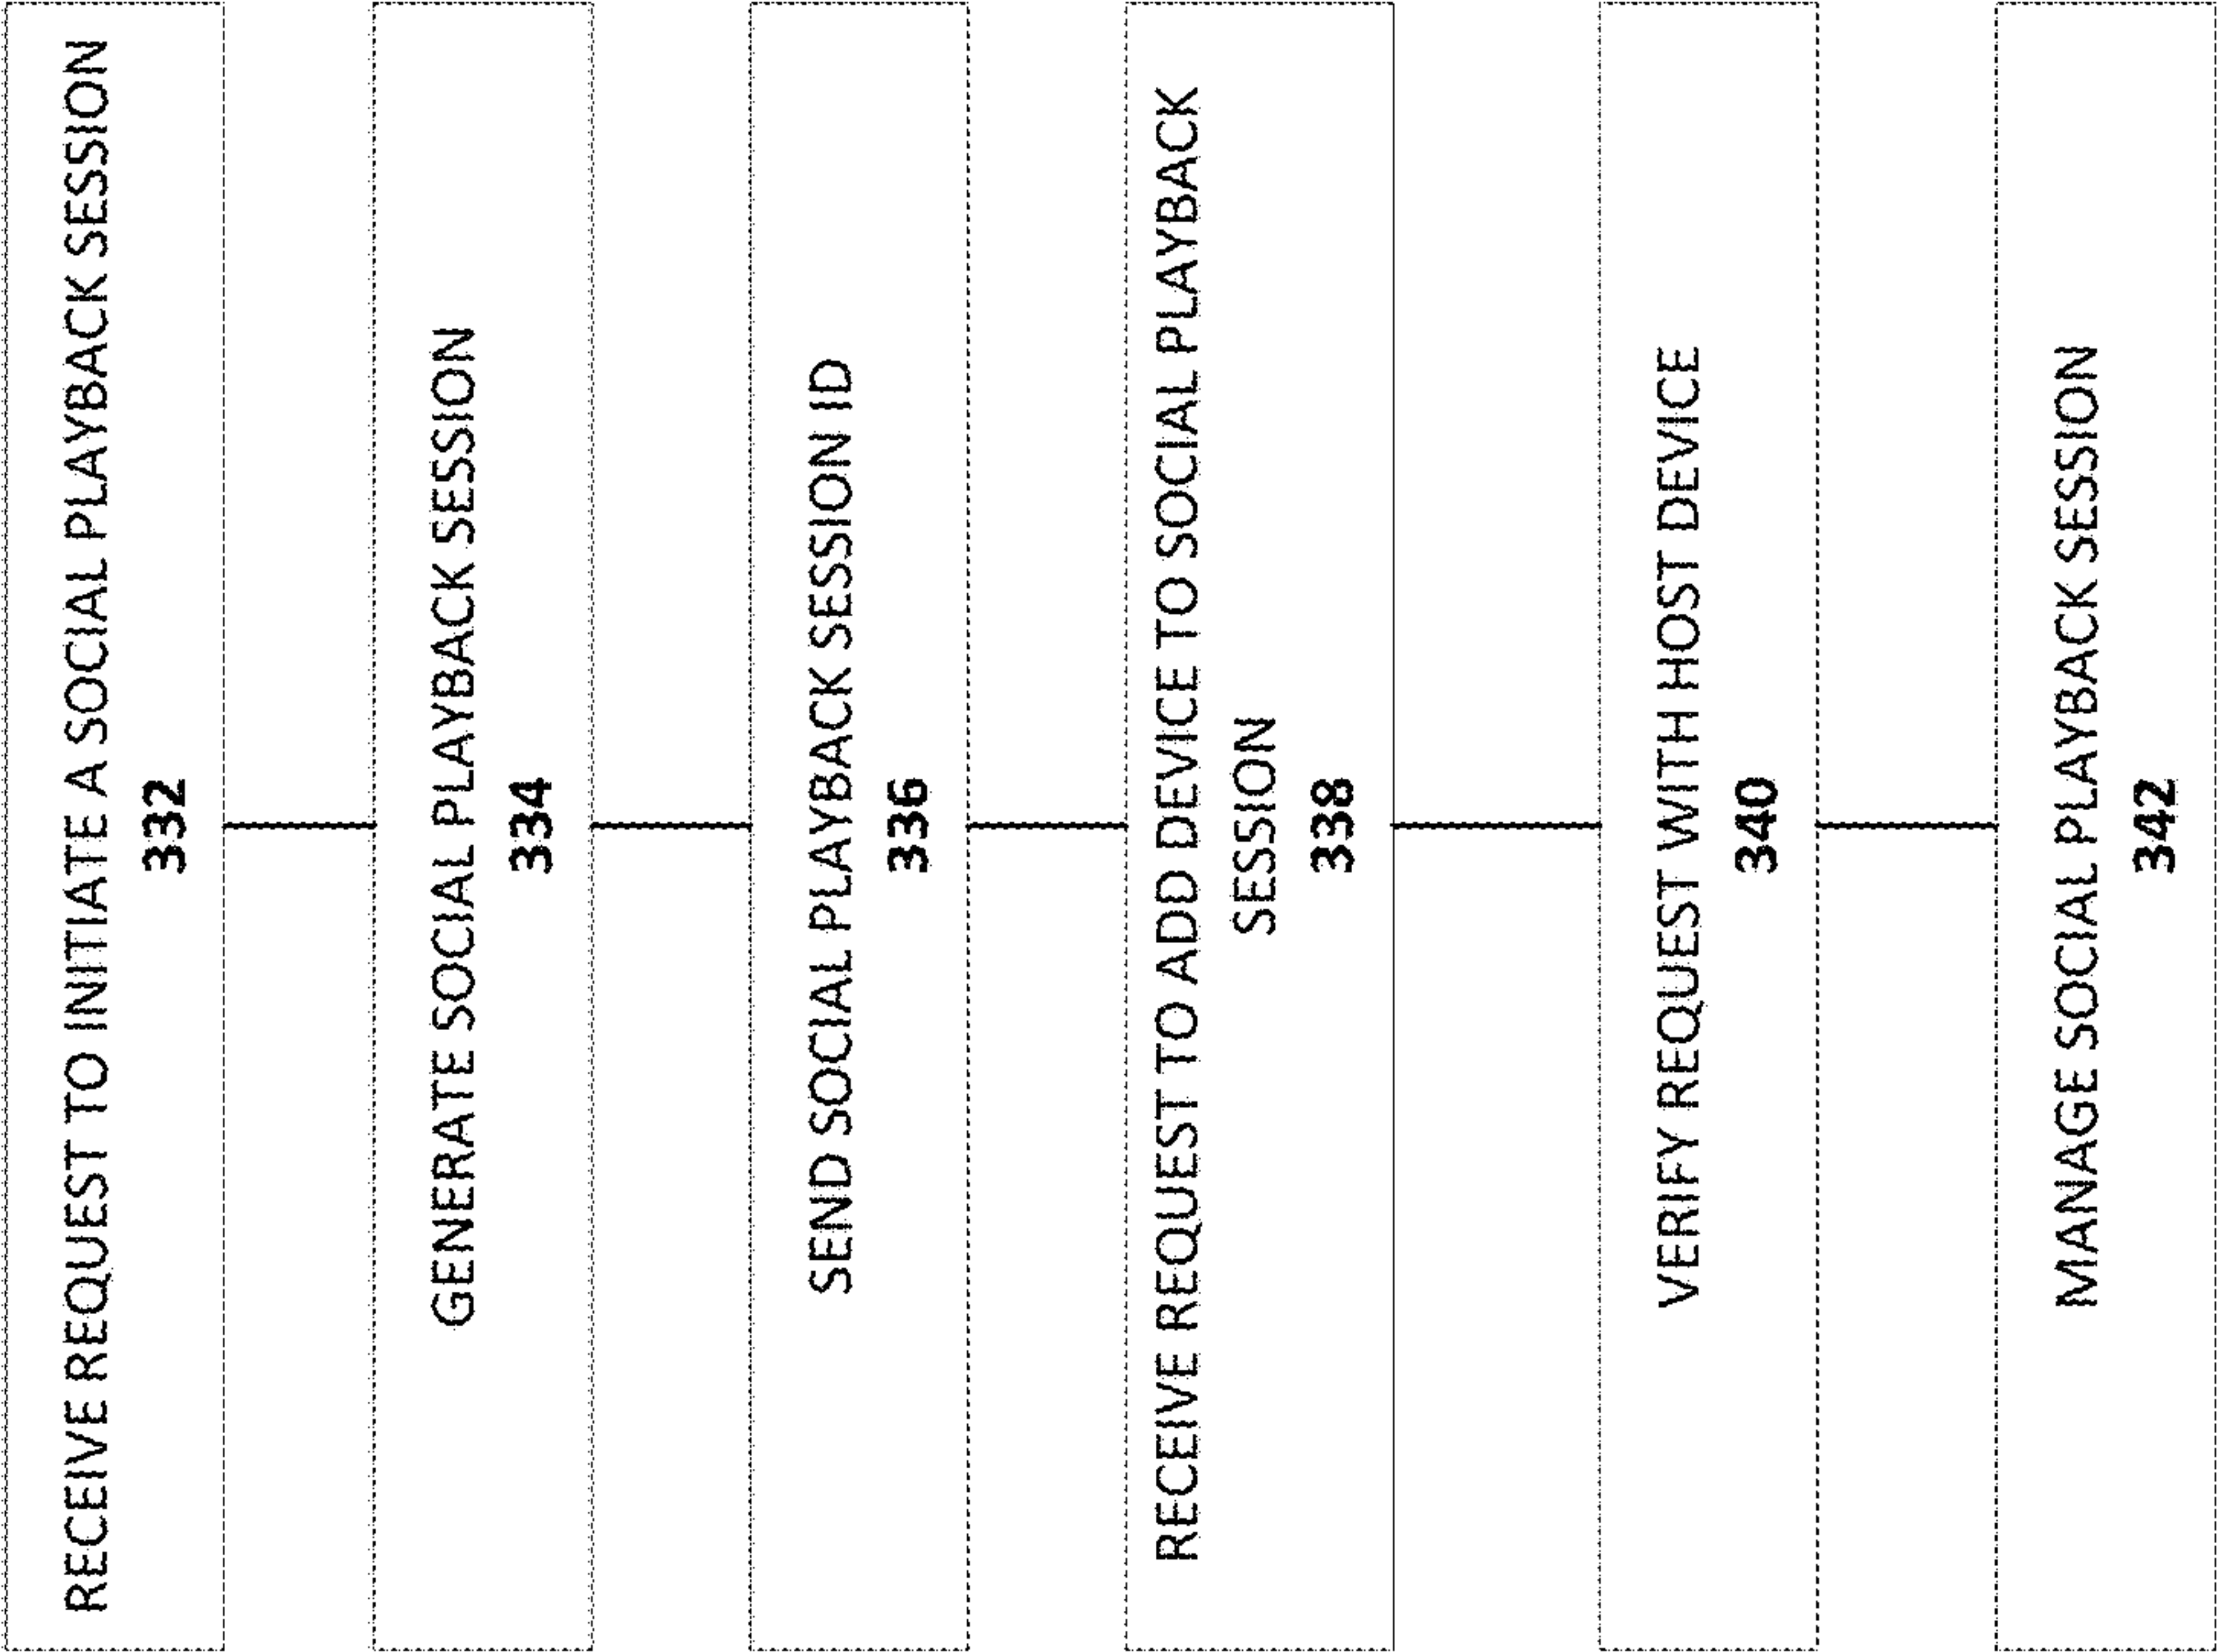 RECEIVE REQUEST TO INITIATE A SOCIAL PLAYBACK SESSION
332
GENERATE SOCIAL PLAYBACK SESSION
334
SEND SOCIAL PLAYBACK SESSION ID
336
RECEIVE REQUEST TO ADD DEVICE TO SOCIAL PLAYBACK
SESSION
338
VERIFY REQUEST WITH HOST DEVICE
340
MANAGE SOCIAL PLAYBACK SESSION
342